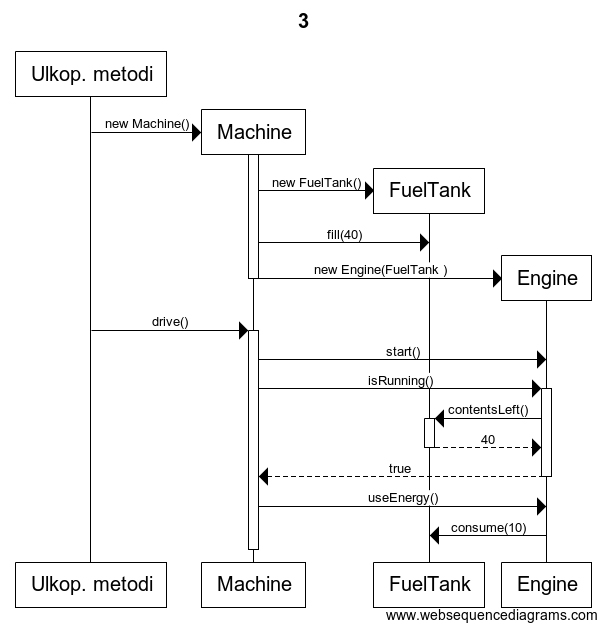 3
Ulkop. metodi
new Machine()
Machine
new FuelTank()
FuelTank
fill(40)
new Engine(FuelTank )
Engine
drive()
start()
isRunning()
contentsLeft()
40
true
useEnergy()
consume(10)
Ulkop. metodi
Machine
FuelTank
Engine
www.websequencediagrams.com